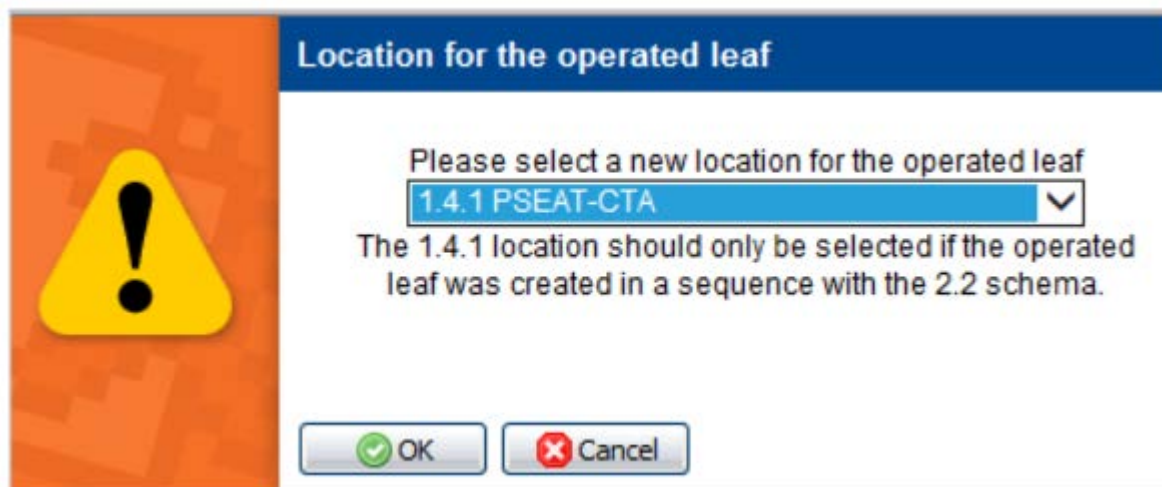 Location for the operated leaf
Please select a new location for the operated leaf
1.4.1 PSEAT-CTA
The 1.4.1 location should only be selected if the operated
leaf was created in a sequence with the 2.2 schema.
OK
Cancel